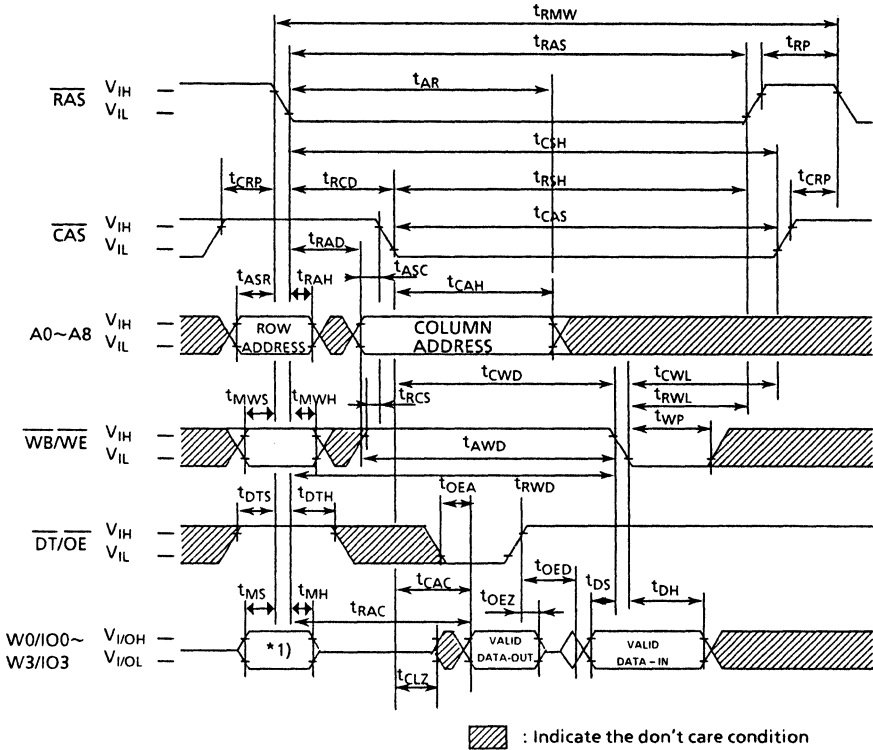 tRMW
tRAS
tRP
tAR
RAS
VIH
VIL
tCSH
tCRP
tRCD
tRSH
tCRP
CAS
VIH
VIL
tCAS
tRAD
tASC
tASR
tRAH
tCAH
A0~A8
VIH
VIL
ROW
ADDRESS
COLUMN
ADDRESS
tCWD
tCWL
tRCS
tRWL
tMWS
tMWH
tWP
WB/WE
VIH
VIL
tAWD
tOEA
tRWD
tDTS
tDTH
DT/OE
VIH
VIL
tOED
tCAC
tDS
tDH
tMS
tMH
tRAC
tOEZ
W0/IO0~
W3/IO3
VI/OH
VI/OL
*1)
VALID
DATA-OUT
VALID
DATA-IN
tCLZ
: Indicate the don't care condition